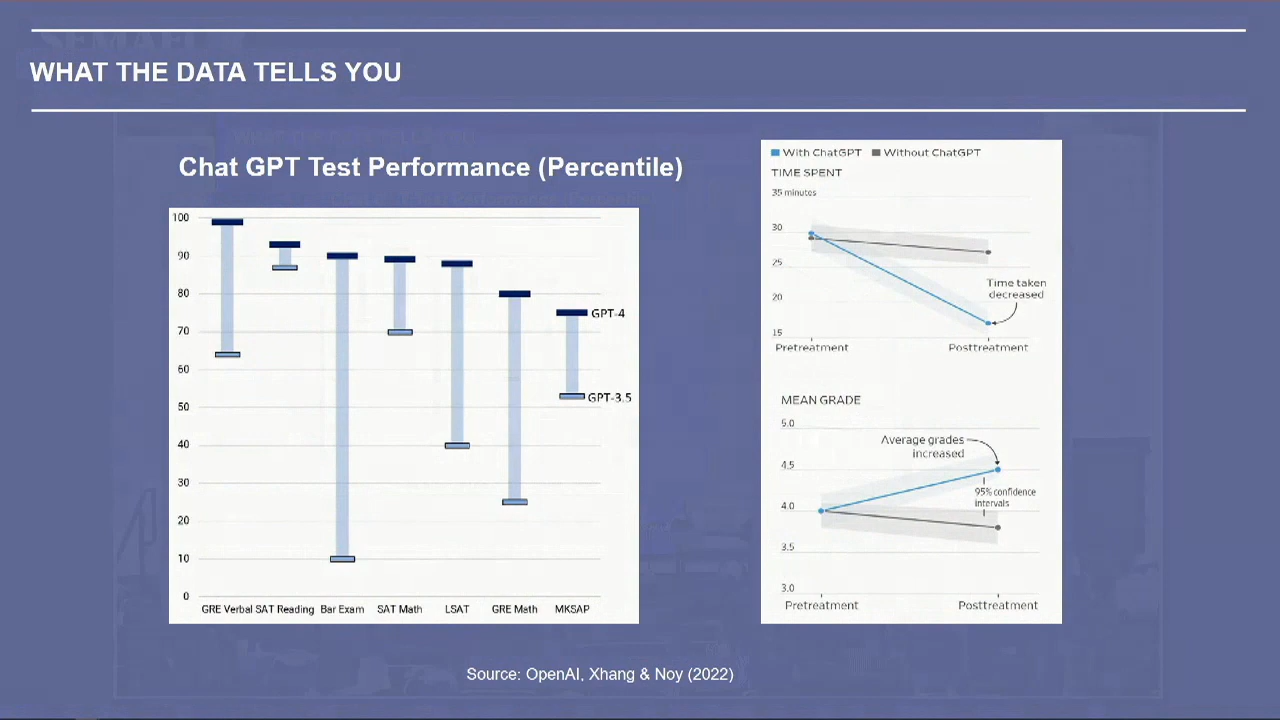 WHAT THE DATA TELLS YOU
Chat GPT Test Performance (Percentile)
100
90
80
70
60
50
40
30
20
10
0
GPT-4
GPT-3.5
GRE Verbal SAT Reading Bar Exam SAT Math LSAT GRE Math MKSAP
With ChatGPT Without ChatGPT
TIME SPENT
35 minutes
30
25
20
15
Time taken
decreased
Pretreatment Posttreatment
MEAN GRADE
5.0
4.5
4.0
3.5
3.0
Average grades
increased
95% confidence
intervals
Pretreatment Posttreatment
Source: OpenAI, Xhang & Noy (2022)